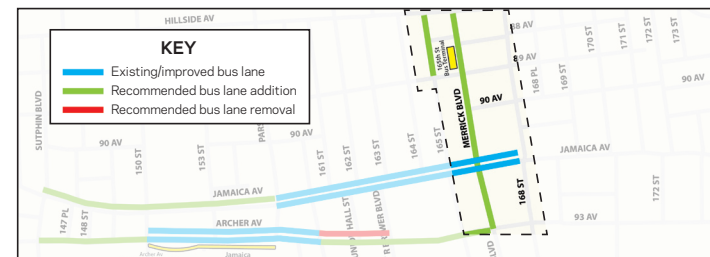 HILLSIDE AV
KEY
Existing/improved bus lane
Recommended bus lane addition
Recommended bus lane removal
165th St
Bus Terminal
88 AV
89 AV
90 AV
90 AV
90 AV
90 AV
MERRICK BLVD
168 PL
169 ST
170 ST
171 ST
172 ST
173 ST
SUTPHIN BLVD
150 ST
153 ST
161 ST
162 ST
163 ST
164 ST
165 ST
JAMAICA AV
JAMAICA AV
168 ST
172 ST
147 PL
148 ST
ARCHER AV
93 AV
Jamaica